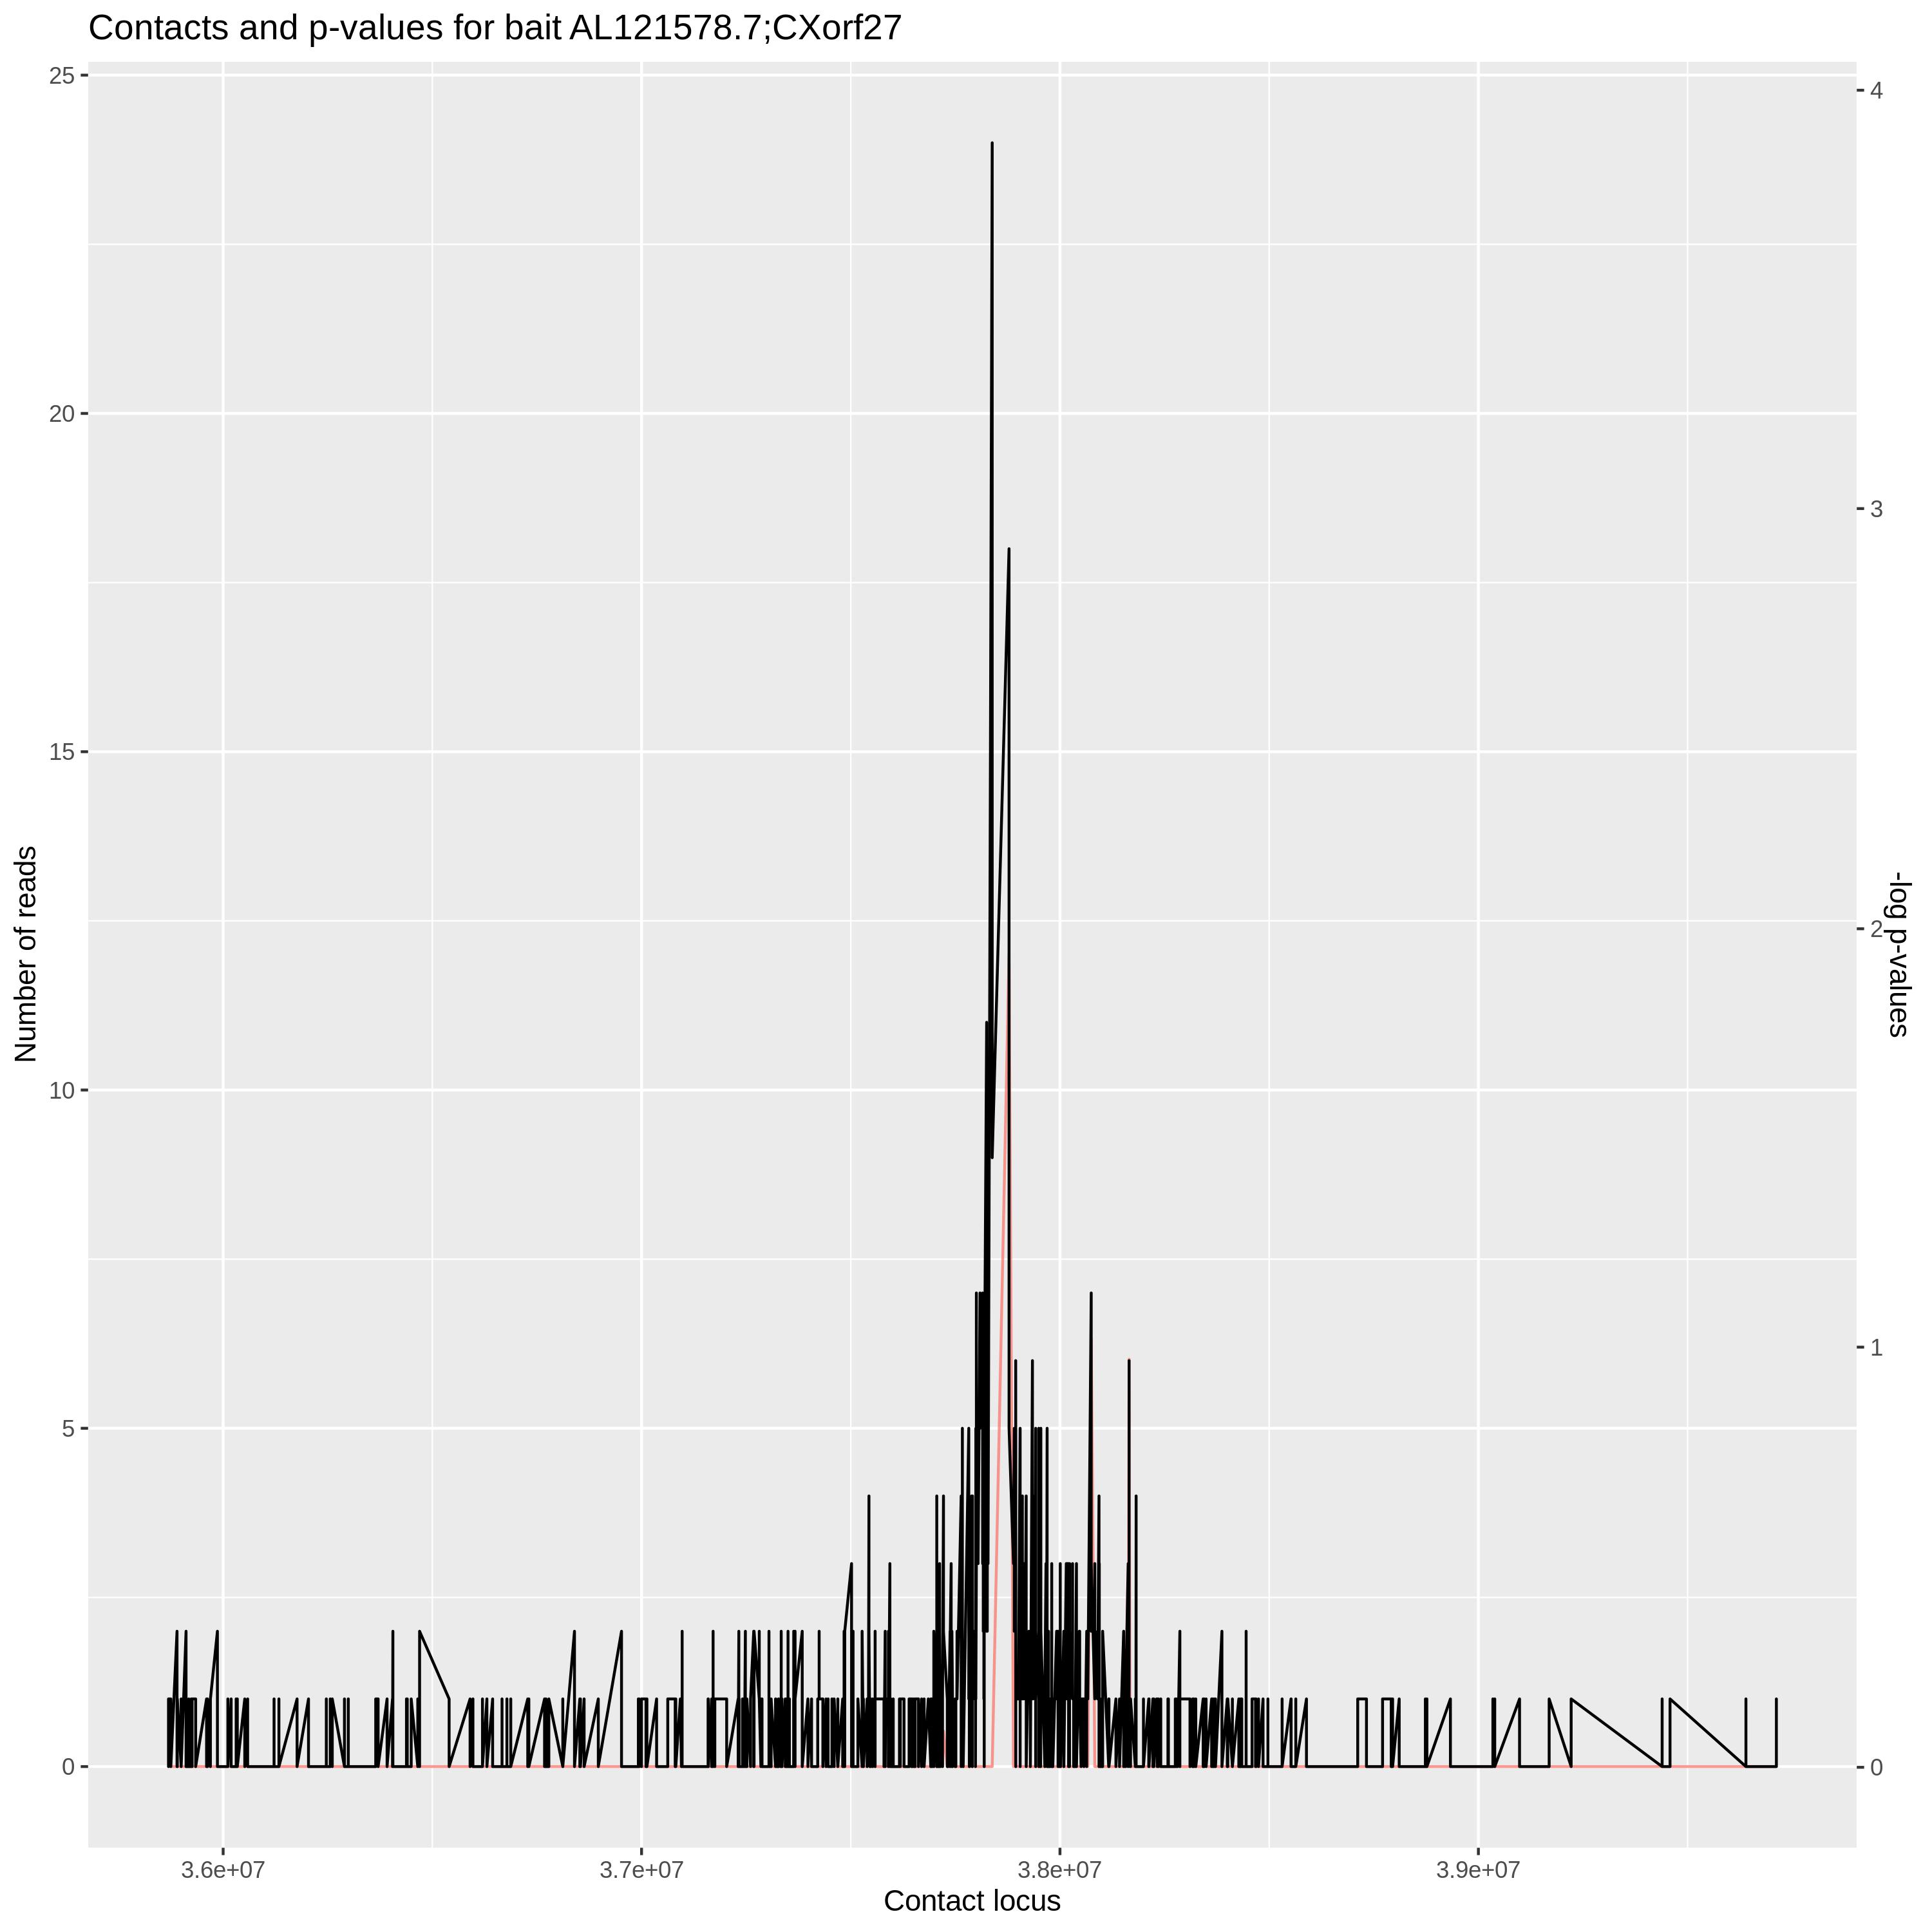 Contacts and p-values for bait AL121578.7;CXorf27
25
20
15
10
5
0
Number of reads
4
3
2
1
0
-log p-values
3.6e+07 3.7e+07 3.8e+07 3.9e+07
Contact locus